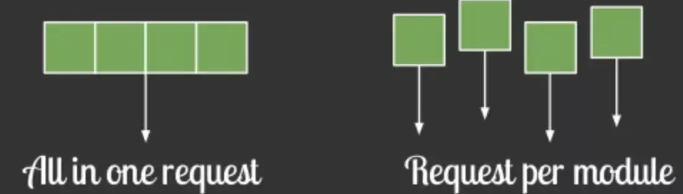 All in one request
Request per module